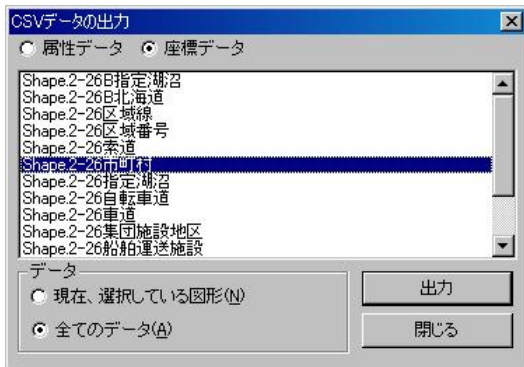 CSVデータの出力
属性データ 座標データ
Shape.2-26B指定湖沼
Shape.2-26B北海道
Shape.2-26区域線
Shape.2-26区域番号
Shape.2-26索道
Shape.2-26市町村
Shape.2-26指定湖沼
Shape.2-26自転車道
Shape.2-26車道
Shape.2-26集団施設地区
Shape.2-26船舶運送施設
データ
現在、選択している図形(N)
全てのデータ(A)
出力
閉じる